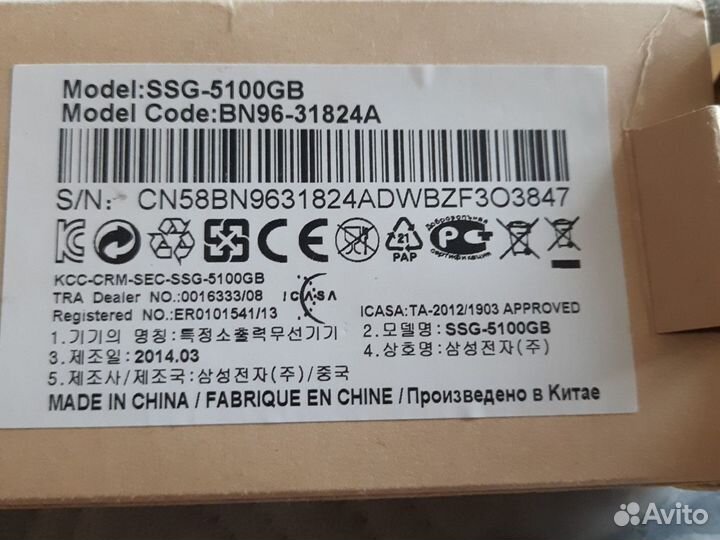 Model:SSG-5100GB
Model Code:BN96-31824A
S/N: CN58BN9631824ADWBZF3O3847
21
PAP
Добровольная
сертификация
KCC-CRM-SEC-SSG-5100GB
TRA Dealer NO.:0016333/08
ICASA
Registered NO.:ER0101541/13
ICASA:TA-2012/1903 APPROVED
1.기기의 명칭:특정소출력무선기기
2.모델명:SSG-5100GB
3.제조일:2014.03
4.상호명:삼성전자(주)
5.제조사/제조국:삼성전자(주)/중국
MADE IN CHINA / FABRIQUE EN CHINE /Произведено в Китае
Avito